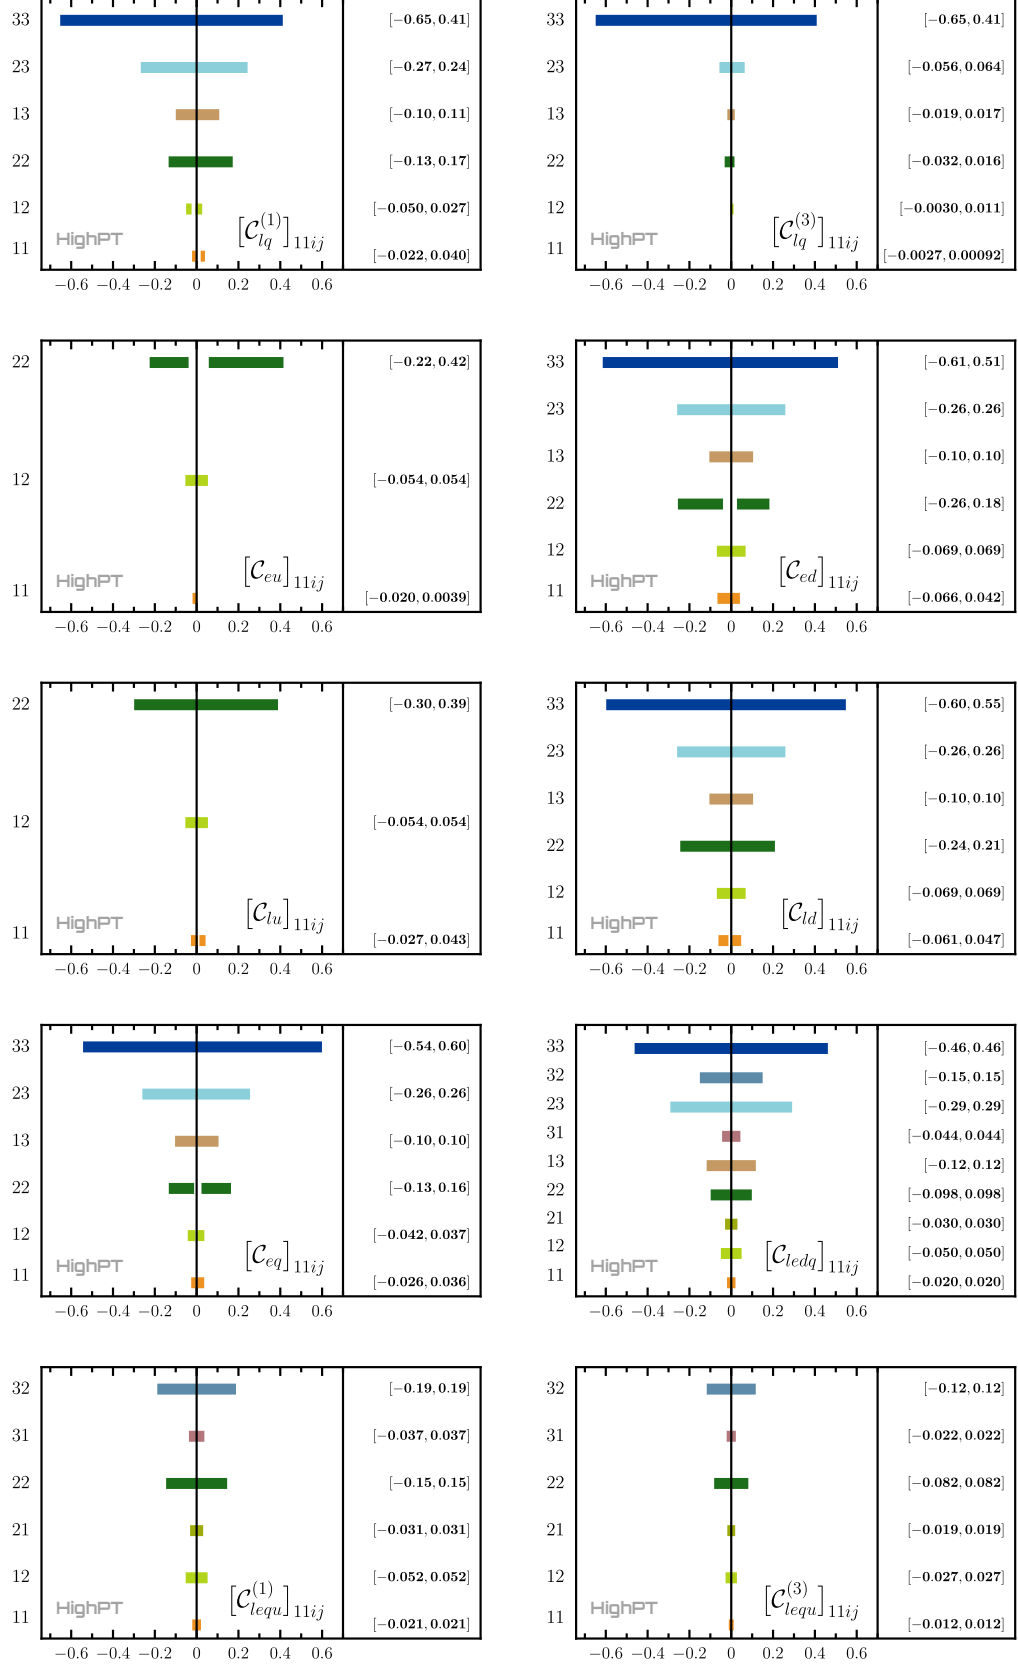 33 [−0.65, 0.41]
23 [−0.27, 0.24]
13 [−0.10, 0.11]
22 [−0.13, 0.17]
12 [−0.050, 0.027]
HighPT [𝒞_{lq}^{(1)}]_{11ij}
11 [−0.022, 0.040]
−0.6 −0.4 −0.2 0 0.2 0.4 0.6
33 [−0.65, 0.41]
23 [−0.056, 0.064]
13 [−0.019, 0.017]
22 [−0.032, 0.016]
12 [−0.0030, 0.011]
HighPT [𝒞_{lq}^{(3)}]_{11ij}
11 [−0.0027, 0.00092]
−0.6 −0.4 −0.2 0 0.2 0.4 0.6
22 [−0.22, 0.42]
12 [−0.054, 0.054]
HighPT [𝒞_{eu}]_{11ij}
11 [−0.020, 0.0039]
−0.6 −0.4 −0.2 0 0.2 0.4 0.6
33 [−0.61, 0.51]
23 [−0.26, 0.26]
13 [−0.10, 0.10]
22 [−0.26, 0.18]
12 [−0.069, 0.069]
HighPT [𝒞_{ed}]_{11ij}
11 [−0.066, 0.042]
−0.6 −0.4 −0.2 0 0.2 0.4 0.6
22 [−0.30, 0.39]
12 [−0.054, 0.054]
HighPT [𝒞_{lu}]_{11ij}
11 [−0.027, 0.043]
−0.6 −0.4 −0.2 0 0.2 0.4 0.6
33 [−0.60, 0.55]
23 [−0.26, 0.26]
13 [−0.10, 0.10]
22 [−0.24, 0.21]
12 [−0.069, 0.069]
HighPT [𝒞_{ld}]_{11ij}
11 [−0.061, 0.047]
−0.6 −0.4 −0.2 0 0.2 0.4 0.6
33 [−0.54, 0.60]
23 [−0.26, 0.26]
13 [−0.10, 0.10]
22 [−0.13, 0.16]
12 [−0.042, 0.037]
HighPT [𝒞_{eq}]_{11ij}
11 [−0.026, 0.036]
−0.6 −0.4 −0.2 0 0.2 0.4 0.6
33 [−0.46, 0.46]
32 [−0.15, 0.15]
23 [−0.29, 0.29]
31 [−0.044, 0.044]
13 [−0.12, 0.12]
22 [−0.098, 0.098]
21 [−0.030, 0.030]
12 [−0.050, 0.050]
HighPT [𝒞_{ledq}]_{11ij}
11 [−0.020, 0.020]
−0.6 −0.4 −0.2 0 0.2 0.4 0.6
32 [−0.19, 0.19]
31 [−0.037, 0.037]
22 [−0.15, 0.15]
21 [−0.031, 0.031]
12 [−0.052, 0.052]
HighPT [𝒞_{lequ}^{(1)}]_{11ij}
11 [−0.021, 0.021]
−0.6 −0.4 −0.2 0 0.2 0.4 0.6
32 [−0.12, 0.12]
31 [−0.022, 0.022]
22 [−0.082, 0.082]
21 [−0.019, 0.019]
12 [−0.027, 0.027]
HighPT [𝒞_{lequ}^{(3)}]_{11ij}
11 [−0.012, 0.012]
−0.6 −0.4 −0.2 0 0.2 0.4 0.6